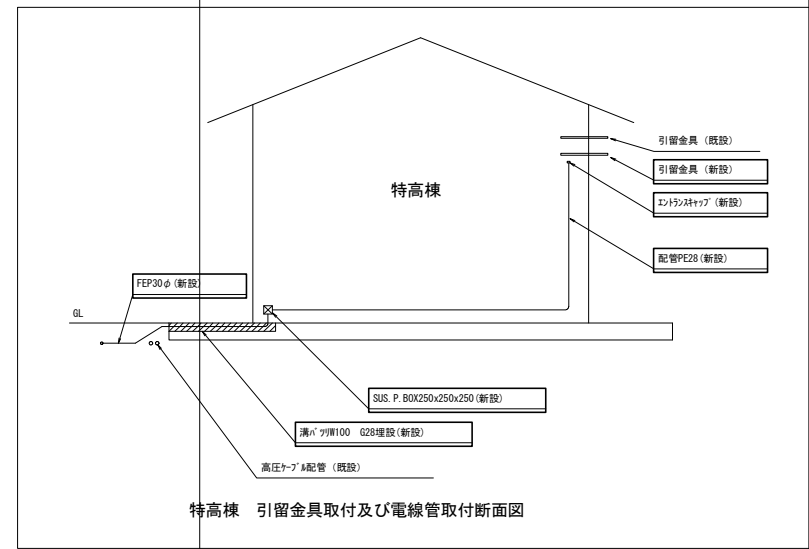 引留金具 (既設)
引留金具 (新設)
特高棟
ｴﾝﾄﾗﾝｽｷｬｯﾌﾟ (新設)
配管PE28(新設)
FEP30φ(新設)
GL
SUS.P.BOX250x250x250(新設)
溝ﾊﾂﾘW100 G28埋設(新設)
高圧ｹｰﾌﾞﾙ配管 (既設)
特高棟 引留金具取付及び電線管取付断面図